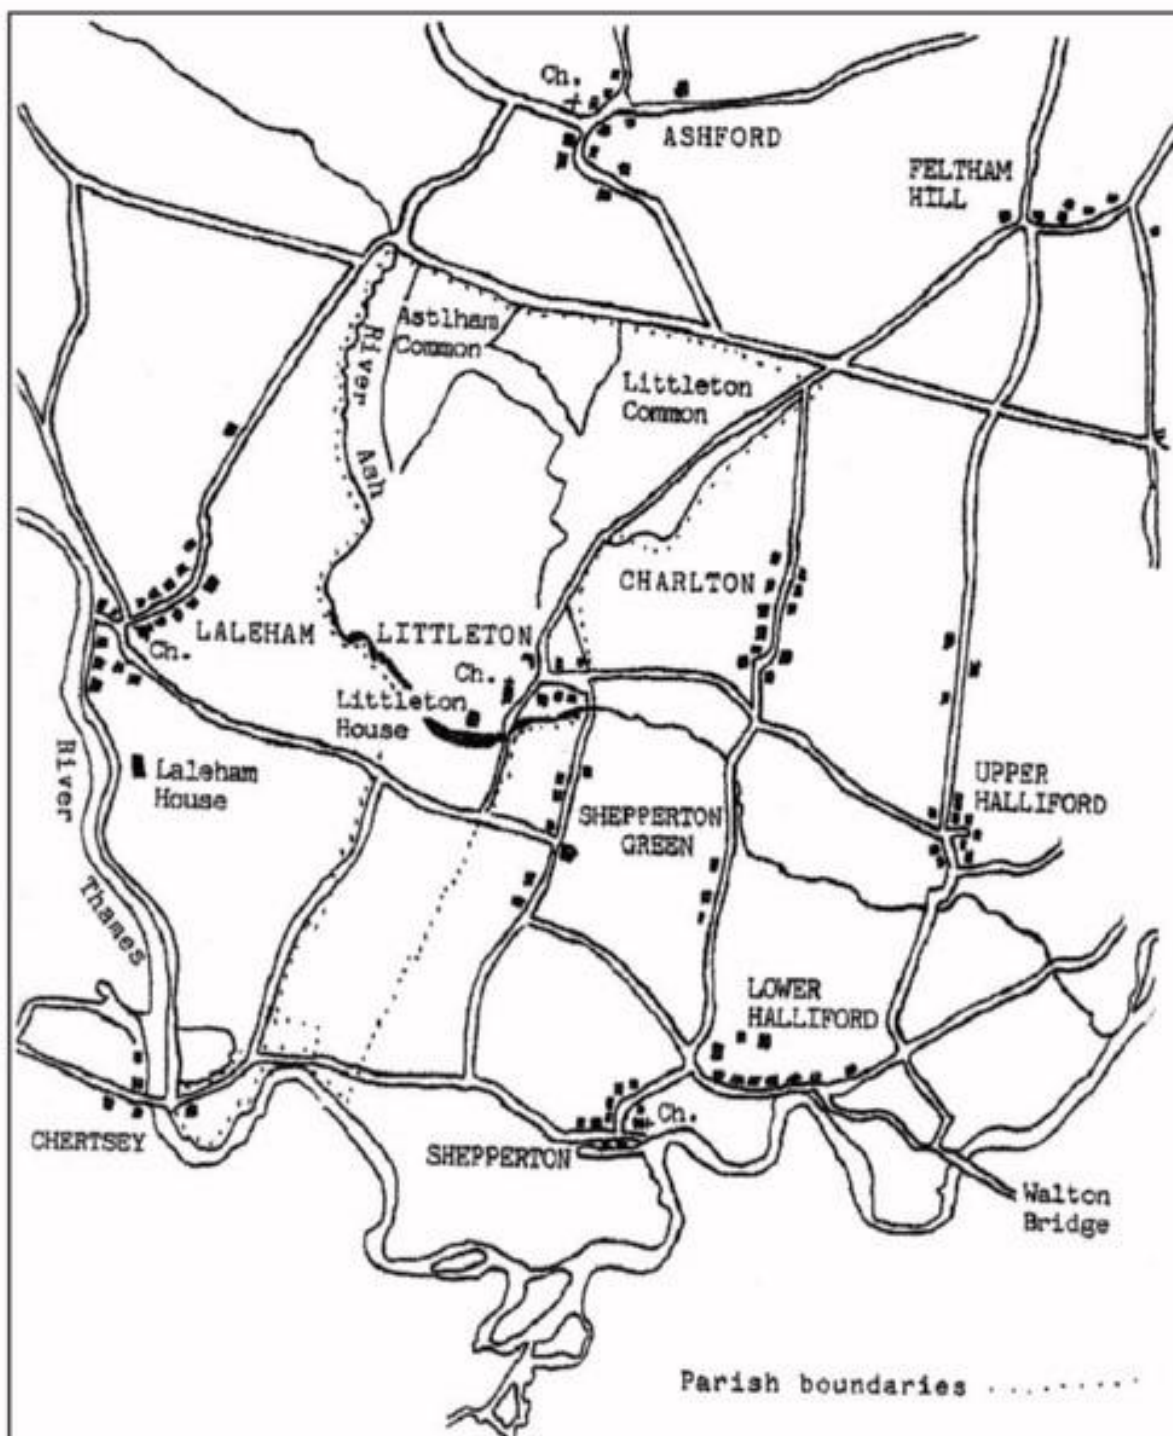 Ch.
ASHFORD
FELTHAM
HILL
Astlham
Common
River
Ash
Littleton
Common
CHARLTON
LALEHAM
LITTLETON
Ch.
Ch.
Littleton
House
River
Thames
Laleham
House
UPPER
HALLIFORD
SHEPPERTON
GREEN
LOWER
HALLIFORD
CHERTSEY
SHEPPERTON
Ch.
Walton
Bridge
Parish boundaries